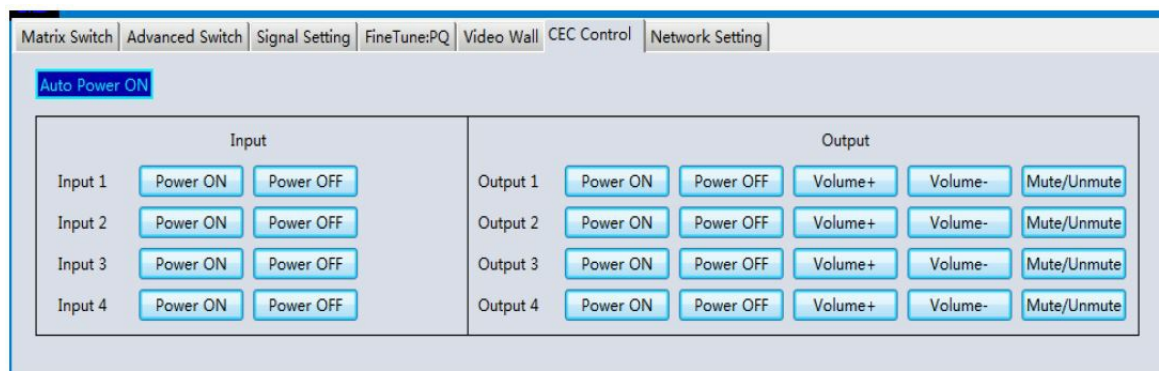 Matrix Switch Advanced Switch Signal Setting FineTune:PQ Video Wall CEC Control Network Setting
Auto Power ON
Input Output
Input 1 Power ON Power OFF Output 1 Power ON Power OFF Volume+ Volume- Mute/Unmute
Input 2 Power ON Power OFF Output 2 Power ON Power OFF Volume+ Volume- Mute/Unmute
Input 3 Power ON Power OFF Output 3 Power ON Power OFF Volume+ Volume- Mute/Unmute
Input 4 Power ON Power OFF Output 4 Power ON Power OFF Volume+ Volume- Mute/Unmute